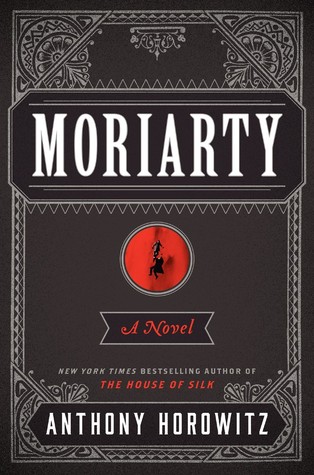 MORIARTY
A Novel
NEW YORK TIMES BESTSELLING AUTHOR OF
THE HOUSE OF SILK
ANTHONY HOROWITZ